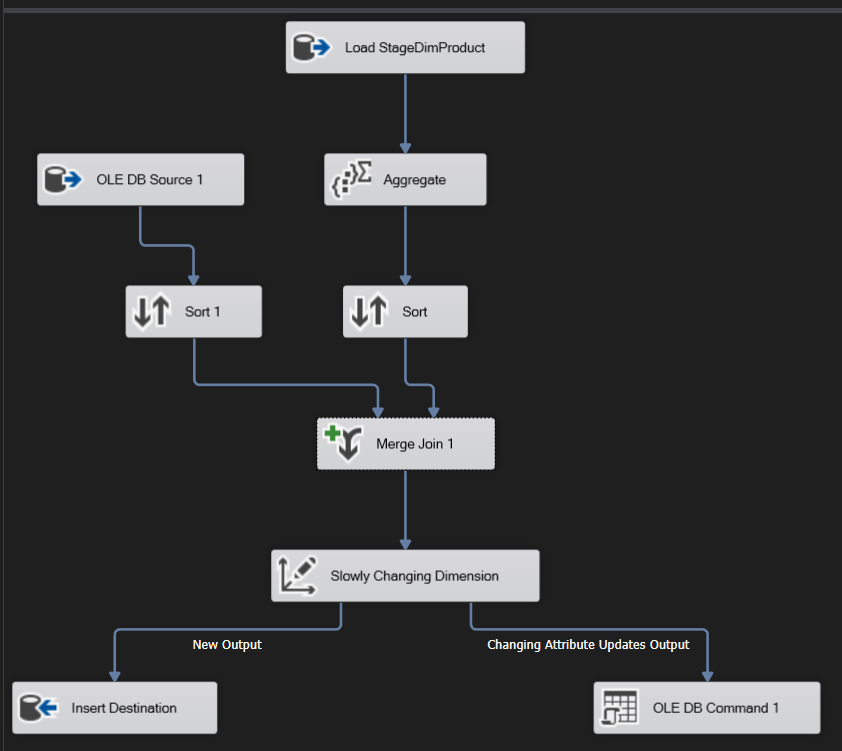 Load StageDimProduct
OLE DB Source 1
Aggregate
Sort 1
Sort
Merge Join 1
Slowly Changing Dimension
New Output
Changing Attribute Updates Output
Insert Destination
OLE DB Command 1